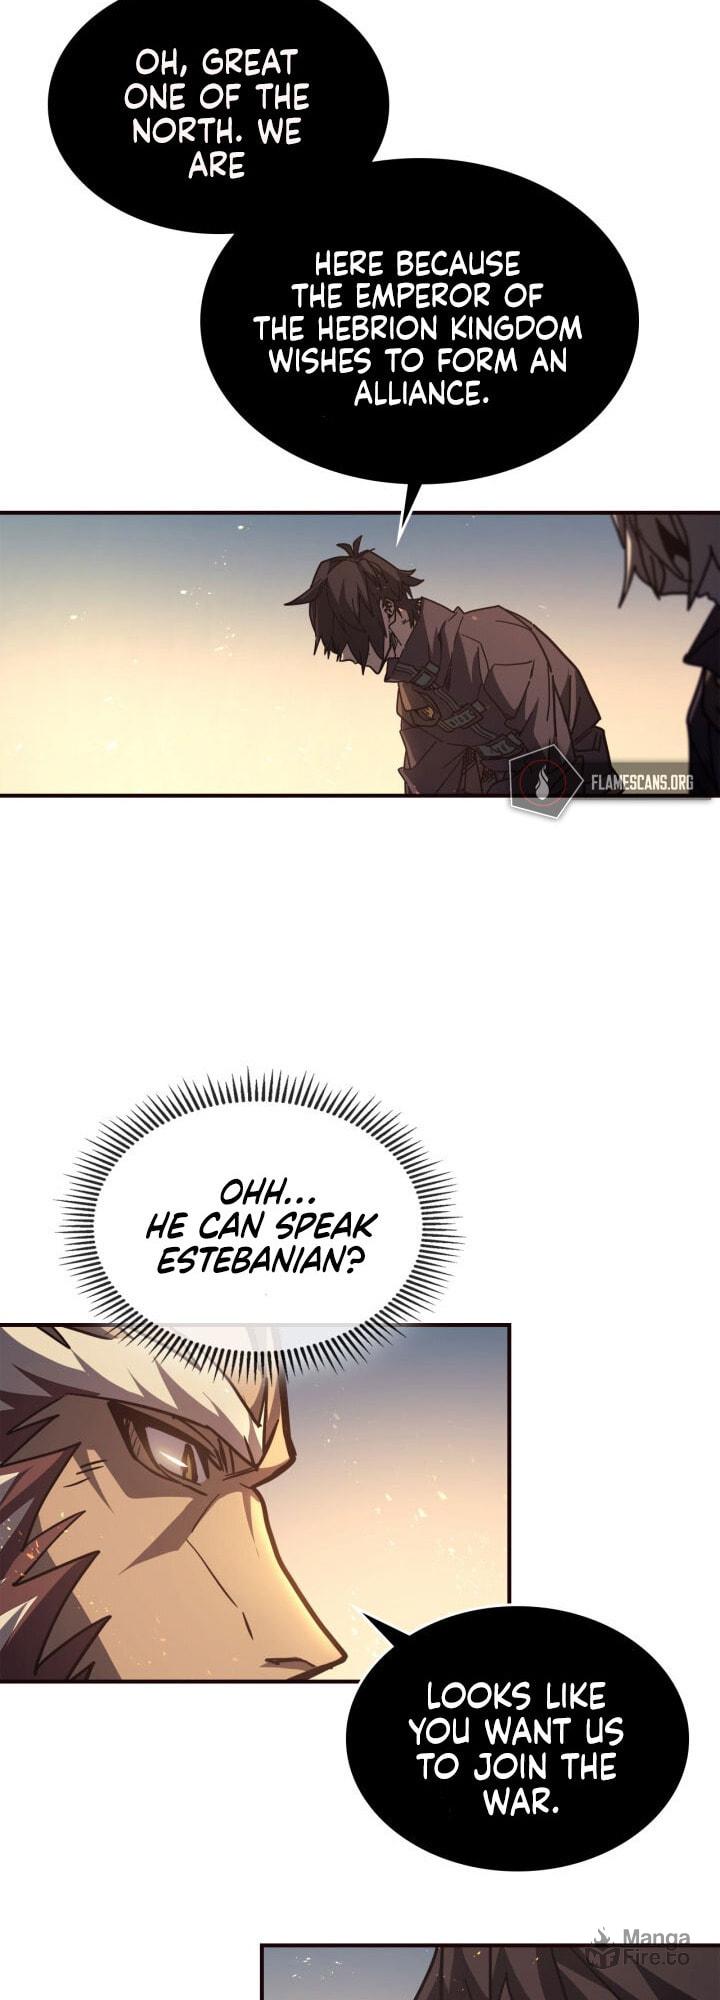 OH, GREAT
ONE OF THE
NORTH. WE
ARE
HERE BECAUSE
THE EMPEROR OF
THE HEBRION KINGDOM
WISHES TO FORM AN
ALLIANCE.
FLAMESCANS.ORG
OHH...
HE CAN SPEAK
ESTEBANIAN?
LOOKS LIKE
YOU WANT US
TO JOIN THE
WAR.
Manga
MF Fire.to